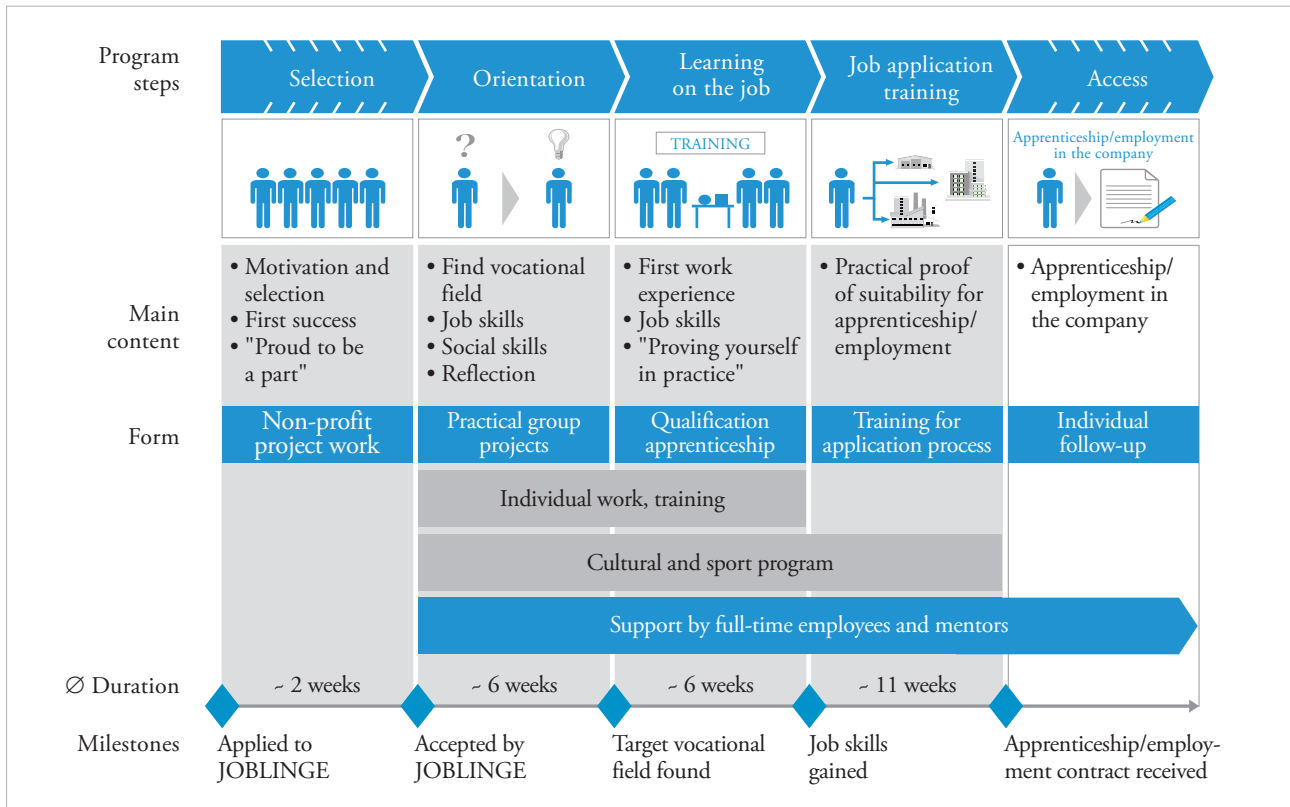 Program
steps
Selection
Orientation
Learning
on the job
Job application
training
Access
?
TRAINING
Apprenticeship/employment
in the company
Main
content
• Motivation and
selection
• First success
• "Proud to be
a part"
• Find vocational
field
• Job skills
• Social skills
• Reflection
• First work
experience
• Job skills
• "Proving yourself
in practice"
• Practical proof
of suitability for
apprenticeship/
employment
• Apprenticeship/
employment in
the company
Form
Non-profit
project work
Practical group
projects
Qualification
apprenticeship
Training for
application process
Individual
follow-up
Individual work, training
Cultural and sport program
Support by full-time employees and mentors
∅ Duration
~ 2 weeks
~ 6 weeks
~ 6 weeks
~ 11 weeks
Milestones
Applied to
JOBLINGE
Accepted by
JOBLINGE
Target vocational
field found
Job skills
gained
Apprenticeship/employ-
ment contract received